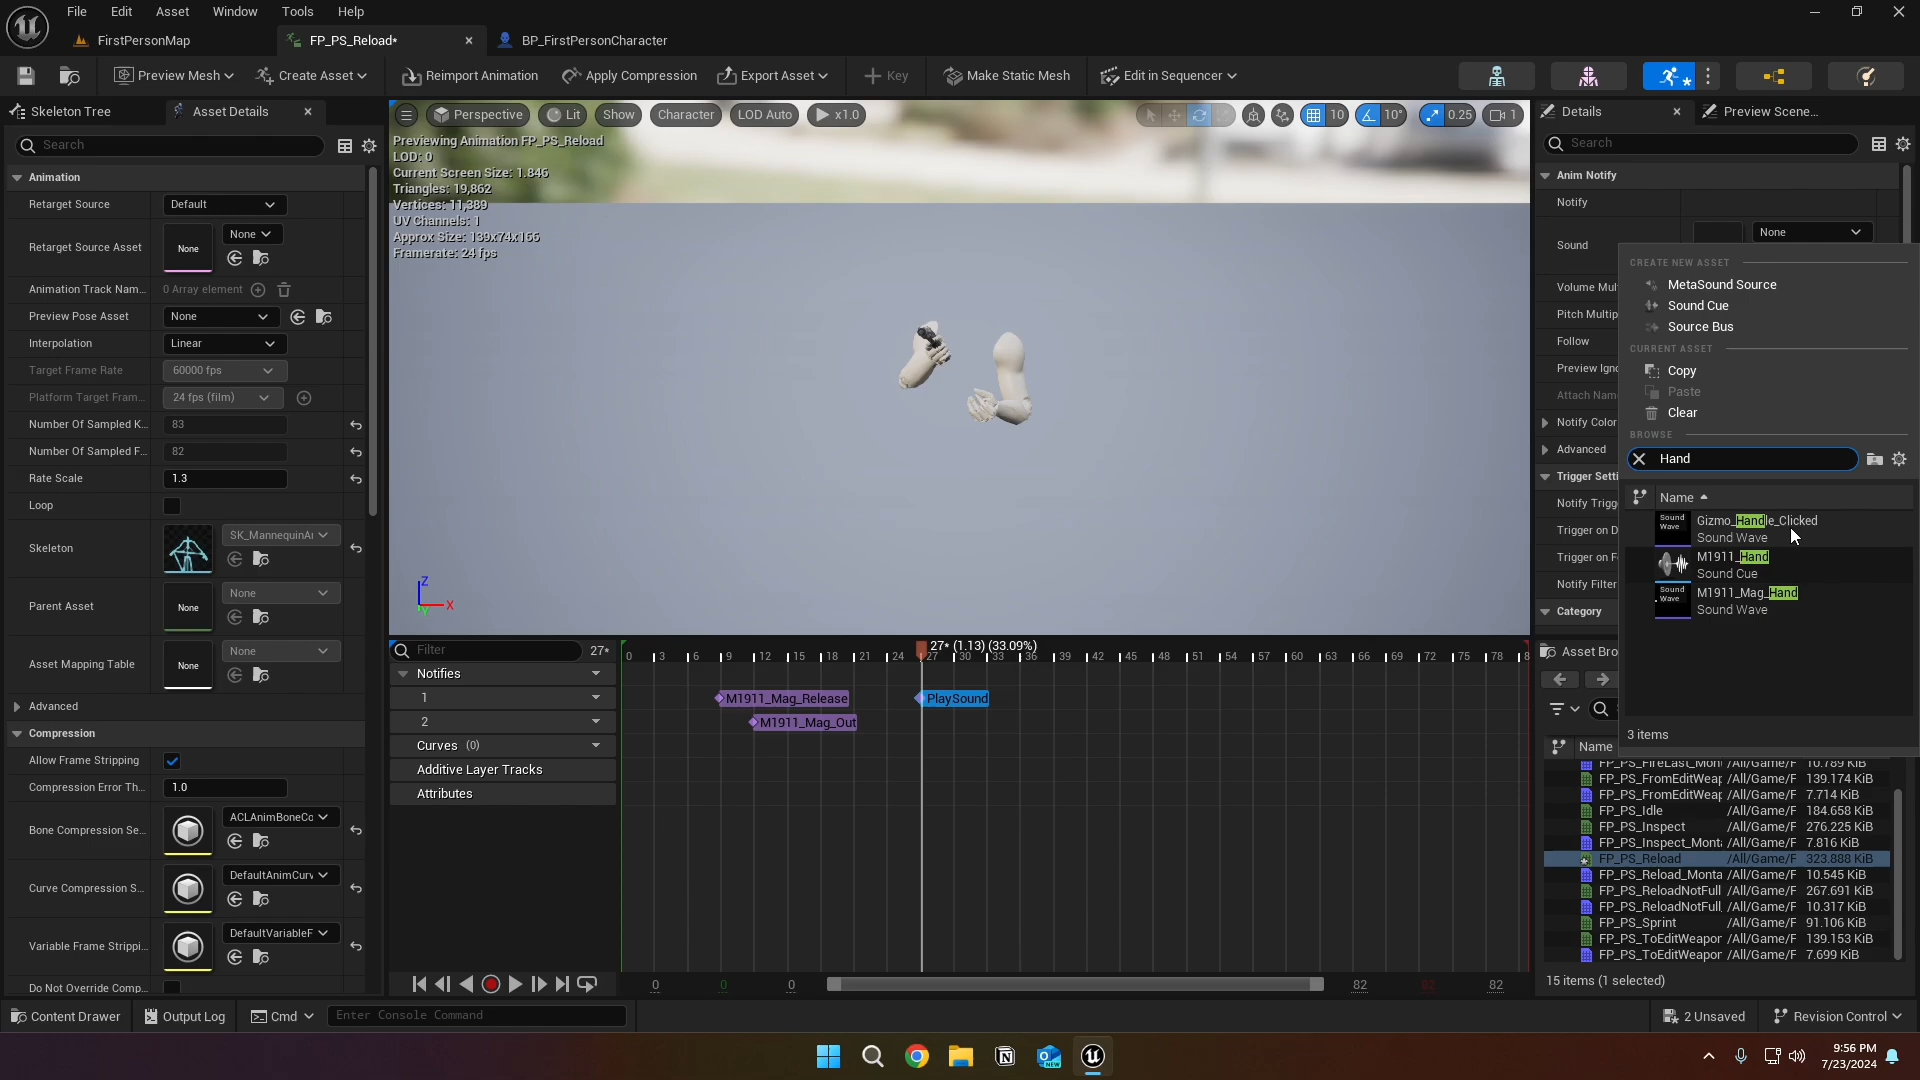 File Edit Asset Window Tools Help
FirstPersonMap FP_PS_Reload* BP_FirstPersonCharacter
Preview Mesh Create Asset Reimport Animation Apply Compression Export Asset Key Make Static Mesh Edit in Sequencer
Skeleton Tree Asset Details
Search
Animation
Retarget Source Default
Retarget Source Asset None None
Animation Track Nam... 0 Array element
Preview Pose Asset None
Interpolation Linear
Target Frame Rate 60000 fps
Platform Target Fram... 24 fps (film)
Number Of Sampled K... 83
Number Of Sampled F... 82
Rate Scale 1.3
Loop
Skeleton SK_MannequinAr
Parent Asset None None
Asset Mapping Table None None
Advanced
Compression
Allow Frame Stripping
Compression Error Th... 1.0
Bone Compression Se... ACLAnimBoneCo
Curve Compression S... DefaultAnimCurv
Variable Frame Strippi... DefaultVariableF
Do Not Override Comp...
Perspective Lit Show Character LOD Auto x1.0 10 10° 0.25 1
Previewing Animation FP_PS_Reload
LOD: 0
Current Screen Size: 1.846
Triangles: 19,862
Vertices: 11,389
UV Channels: 1
Approx Size: 139x74x166
Framerate: 24 fps
Z
X
Y
Filter 27*
27* (1.13) (33.09%)
0 3 6 9 12 15 18 21 24 27 30 33 36 39 42 45 48 51 54 57 60 63 66 69 72 75 78 8
Notifies
1 M1911_Mag_Release PlaySound
2 M1911_Mag_Out
Curves (0)
Additive Layer Tracks
Attributes
0 0 0 82 82 82
Details Preview Scene...
Search
Anim Notify
Notify
Sound None
Volume Mul
Pitch Multip
Follow
Preview Igno
Attach Nam
Notify Color
Advanced
Trigger Setti
Notify Trigg
Trigger on D
Trigger on F
Notify Filter
Category
CREATE NEW ASSET
MetaSound Source
Sound Cue
Source Bus
CURRENT ASSET
Copy
Paste
Clear
BROWSE
Hand
Name
Sound Wave Gizmo_Handle_Clicked
Sound Wave
M1911_Hand
Sound Cue
Sound Wave M1911_Mag_Hand
Sound Wave
3 items
Asset Bro
Name
FP_PS_FireLast_Mont /All/Game/F 10.789 KiB
FP_PS_FromEditWeap /All/Game/F 139.174 KiB
FP_PS_FromEditWeap /All/Game/F 7.714 KiB
FP_PS_Idle /All/Game/F 184.658 KiB
FP_PS_Inspect /All/Game/F 276.225 KiB
FP_PS_Inspect_Monta /All/Game/F 7.816 KiB
FP_PS_Reload /All/Game/F 323.888 KiB
FP_PS_Reload_Monta /All/Game/F 10.545 KiB
FP_PS_ReloadNotFull /All/Game/F 267.691 KiB
FP_PS_ReloadNotFull_ /All/Game/F 10.317 KiB
FP_PS_Sprint /All/Game/F 91.106 KiB
FP_PS_ToEditWeapor /All/Game/F 139.153 KiB
FP_PS_ToEditWeapor /All/Game/F 7.699 KiB
15 items (1 selected)
Content Drawer Output Log Cmd Enter Console Command 2 Unsaved Revision Control
9:56 PM
7/23/2024